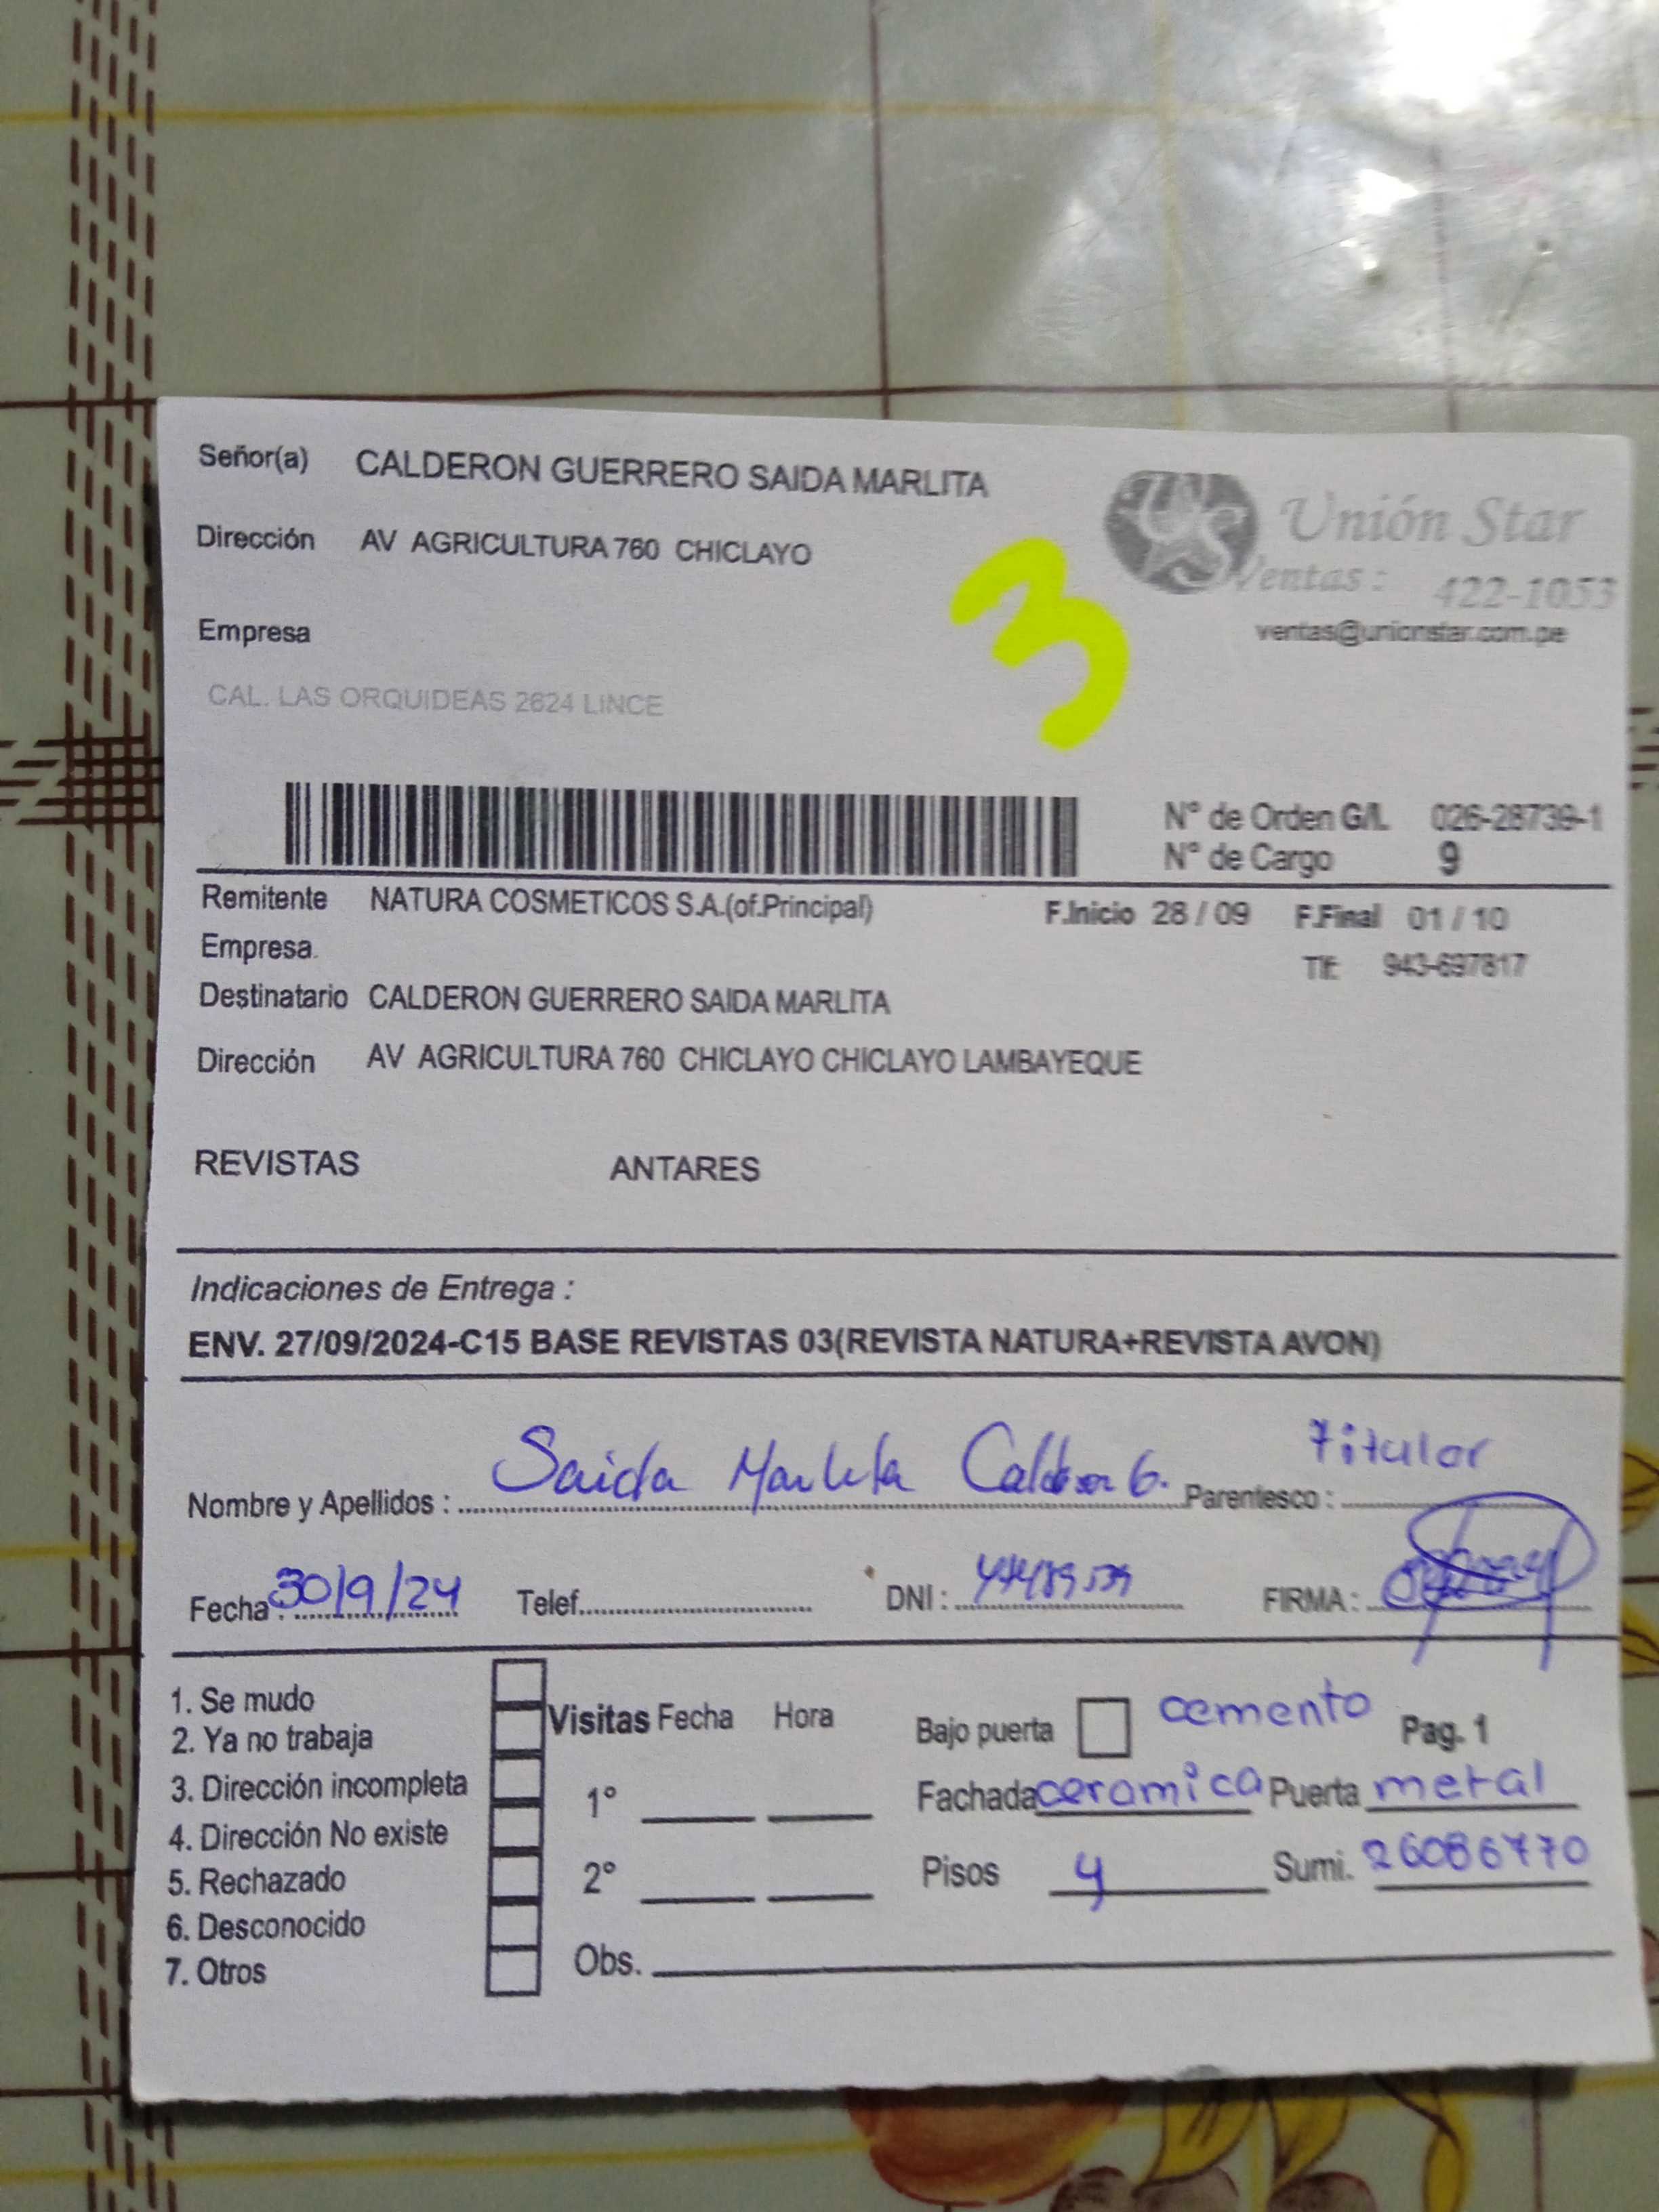 Señor(a) CALDERON GUERRERO SAIDA MARLITA
Unión Star
Dirección AV AGRICULTURA 760 CHICLAYO
Ventas : 422-1053
ventas@unionstar.com.pe
3
Empresa
CAL. LAS ORQUIDEAS 2624 LINCE
N° de Orden G/L 026-28739-1
N° de Cargo 9
Remitente NATURA COSMETICOS S.A.(of.Principal) F.Inicio 28 / 09 F.Final 01 / 10
Empresa. Tlf: 943-697817
Destinatario CALDERON GUERRERO SAIDA MARLITA
Dirección AV AGRICULTURA 760 CHICLAYO CHICLAYO LAMBAYEQUE
REVISTAS ANTARES
Indicaciones de Entrega :
ENV. 27/09/2024-C15 BASE REVISTAS 03(REVISTA NATURA+REVISTA AVON)
Nombre y Apellidos : Saida Marlita Calderon G. Parentesco : Titular
Fecha : 30/9/24 Telef. DNI : FIRMA :
1. Se mudo
2. Ya no trabaja
3. Dirección incompleta
4. Dirección No existe
5. Rechazado
6. Desconocido
7. Otros
Visitas Fecha Hora
1°
2°
Obs.
Bajo puerta cemento Pag. 1
Fachada ceramica Puerta metal
Pisos 4 Sumi. 26086770